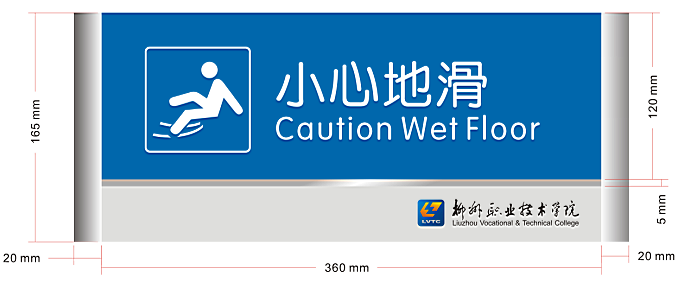 小心地滑
Caution Wet Floor
LVTC
柳州职业技术学院
Liuzhou Vocational & Technical College
165 mm
120 mm
5 mm
20 mm
360 mm
20 mm